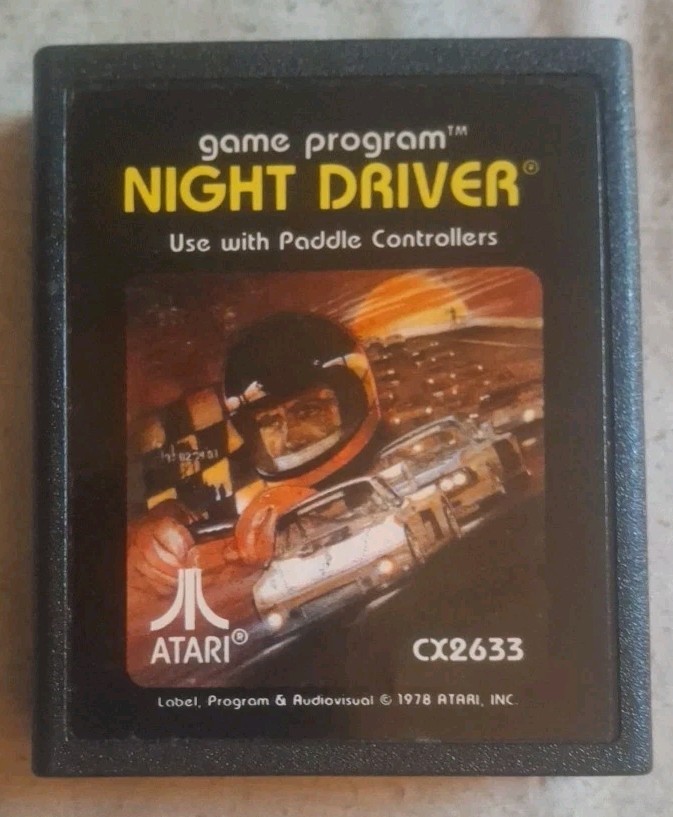 game program™
NIGHT DRIVER®
Use with Paddle Controllers
ATARI®
CX2633
Label, Program & Audiovisual © 1978 ATARI, INC.